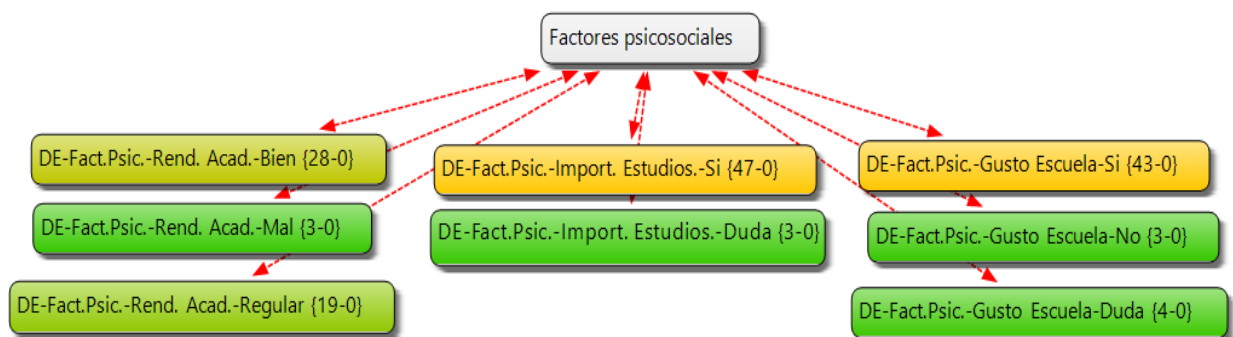 Factores psicosociales
DE-Fact.Psic.-Rend. Acad.-Bien {28-0}
DE-Fact.Psic.-Import. Estudios.-Si {47-0}
DE-Fact.Psic.-Gusto Escuela-Si {43-0}
DE-Fact.Psic.-Rend. Acad.-Mal {3-0}
DE-Fact.Psic.-Import. Estudios.-Duda {3-0}
DE-Fact.Psic.-Gusto Escuela-No {3-0}
DE-Fact.Psic.-Rend. Acad.-Regular {19-0}
DE-Fact.Psic.-Gusto Escuela-Duda {4-0}